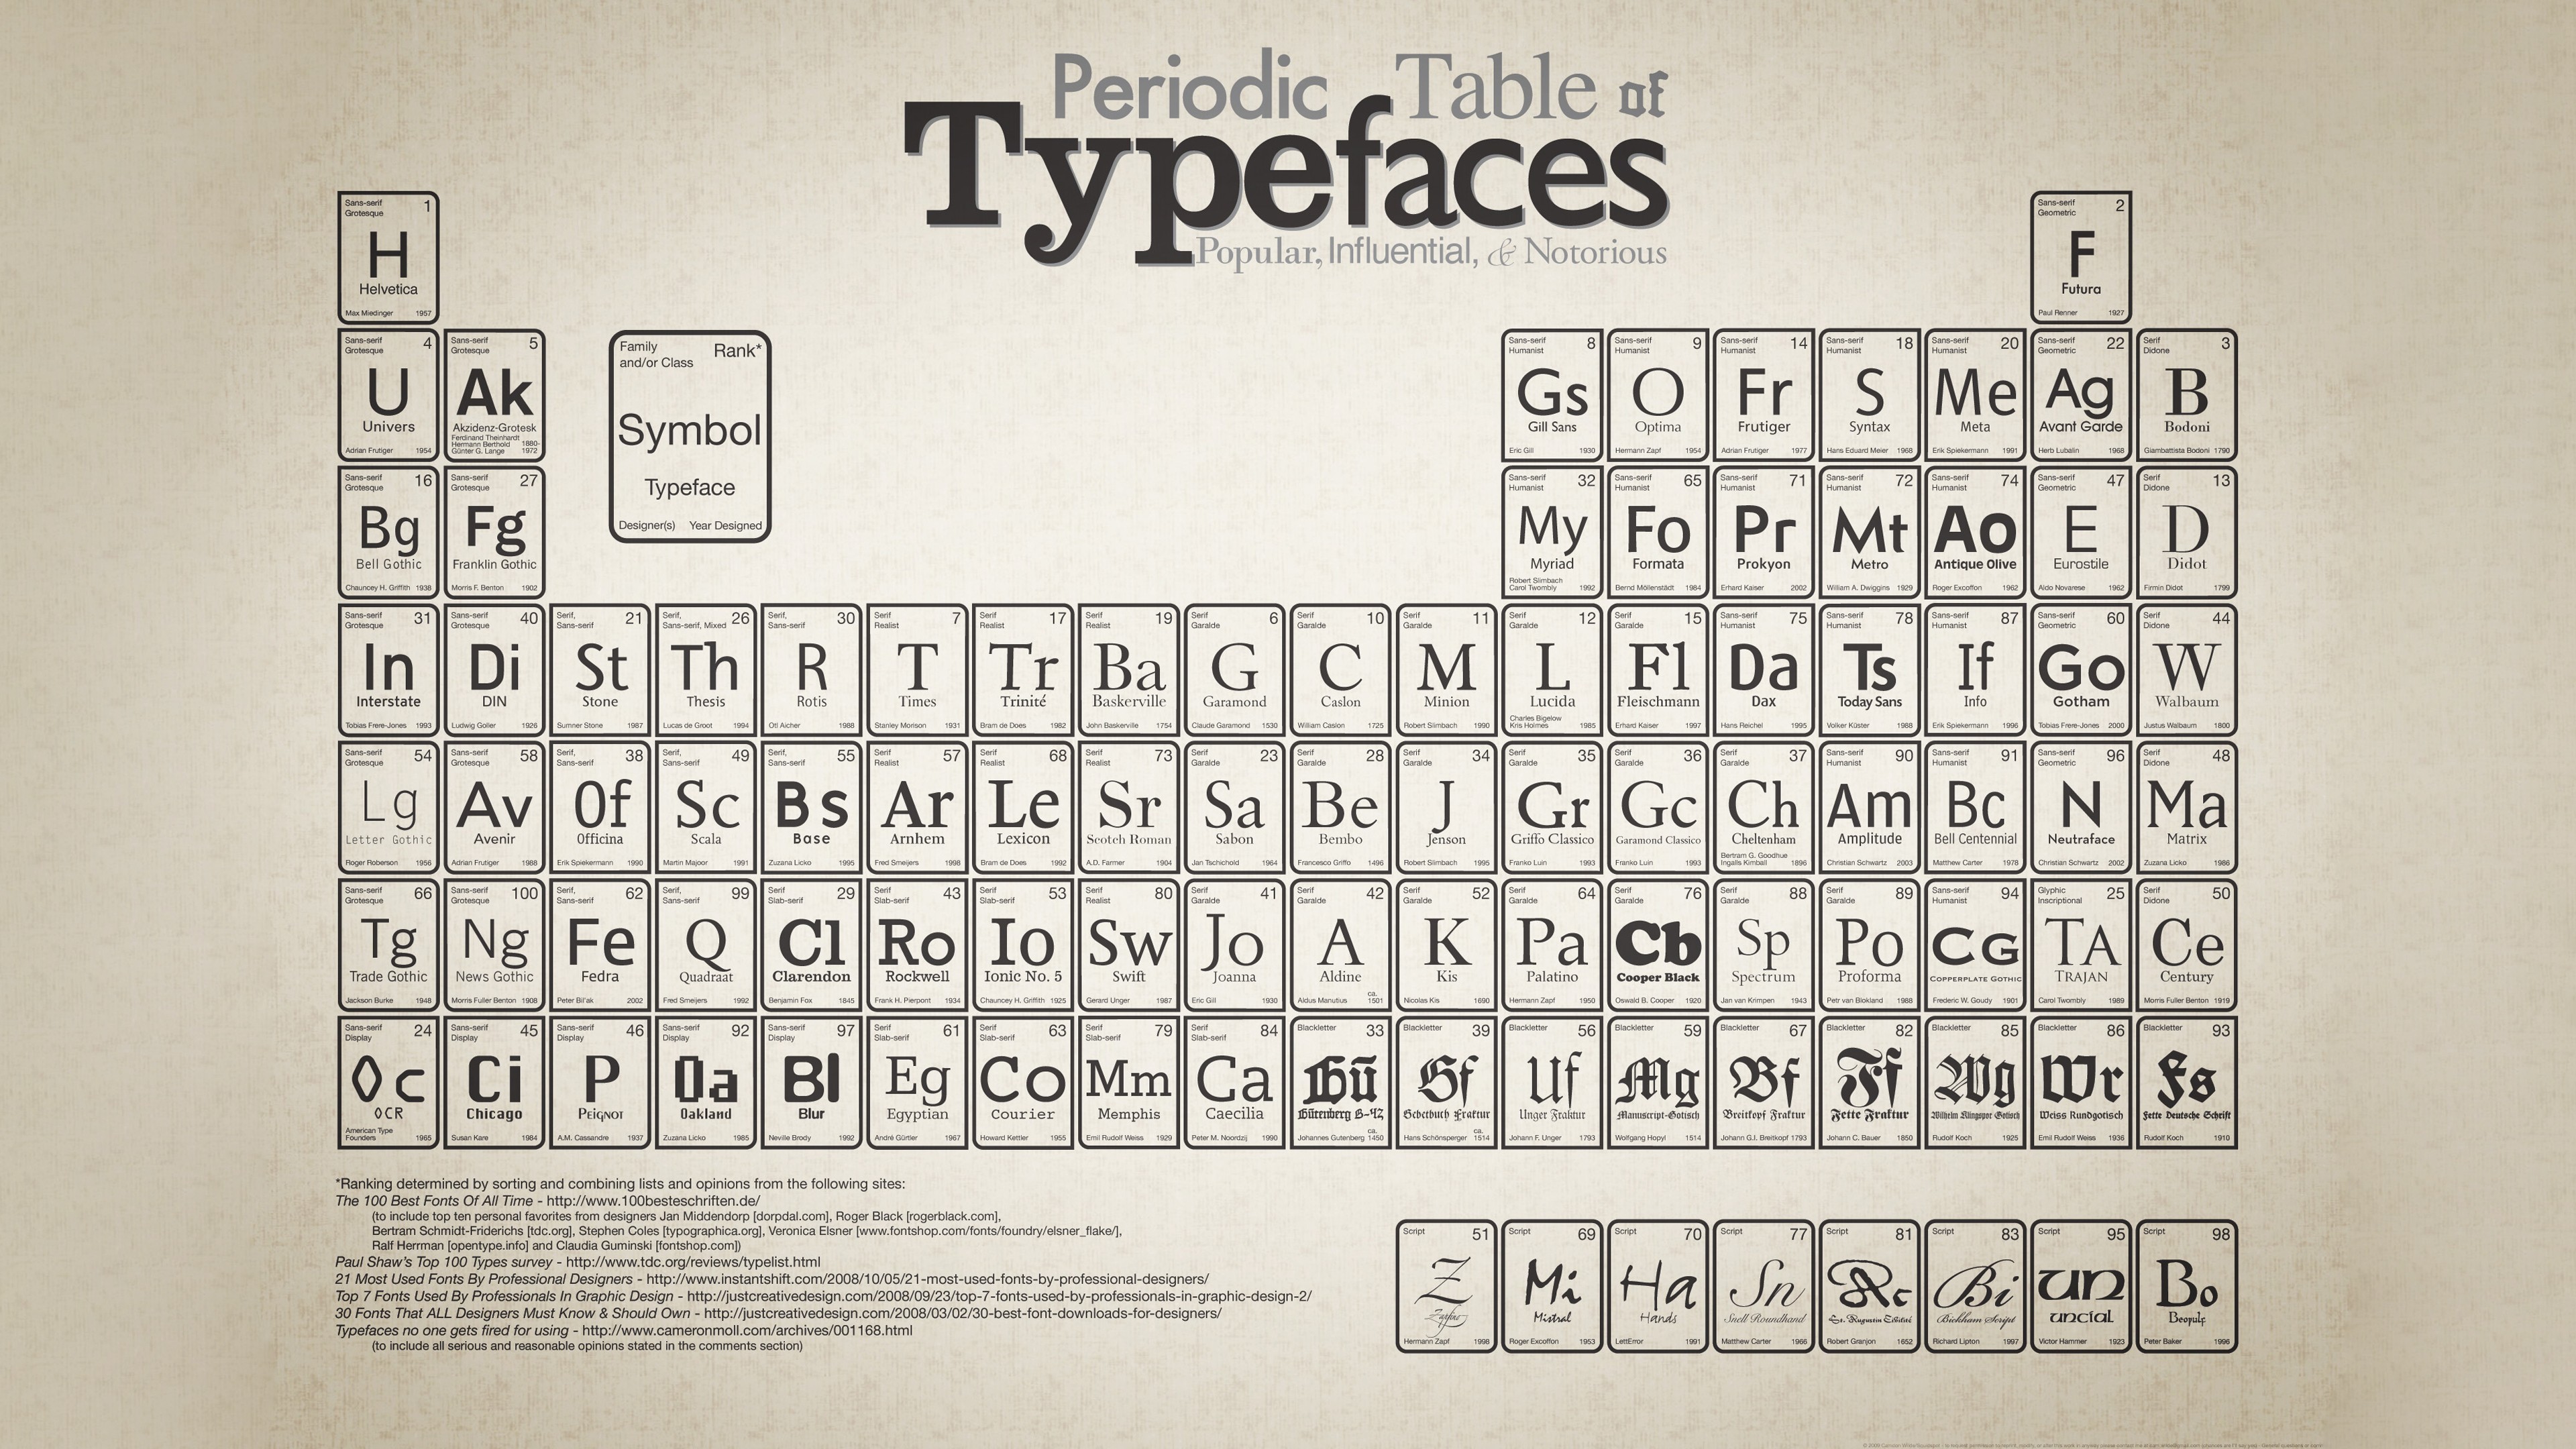 Periodic Table of
Typefaces
Popular, Influential, & Notorious
Sans-serif Grotesque 1
H
Helvetica
Max Miedinger 1957
Sans-serif Geometric 2
F
Futura
Paul Renner 1927
Sans-serif Grotesque 4
U
Univers
Adrian Frutiger 1954
Sans-serif Grotesque 5
Ak
Akzidenz-Grotesk
Ferdinand Theinhardt
Hermann Berthold 1880-
Günter G. Lange 1972
Family and/or Class Rank*
Symbol
Typeface
Designer(s) Year Designed
Sans-serif Humanist 8
Gs
Gill Sans
Eric Gill 1930
Sans-serif Humanist 9
O
Optima
Hermann Zapf 1954
Sans-serif Humanist 14
Fr
Frutiger
Adrian Frutiger 1977
Sans-serif Humanist 18
S
Syntax
Hans Eduard Meier 1968
Sans-serif Humanist 20
Me
Meta
Erik Spiekermann 1991
Sans-serif Geometric 22
Ag
Avant Garde
Herb Lubalin 1968
Serif Didone 3
B
Bodoni
Giambattista Bodoni 1790
Sans-serif Grotesque 16
Bg
Bell Gothic
Chauncey H. Griffith 1938
Sans-serif Grotesque 27
Fg
Franklin Gothic
Morris F. Benton 1902
Sans-serif Humanist 32
My
Myriad
Robert Slimbach
Carol Twombly 1992
Sans-serif Humanist 65
Fo
Formata
Bernd Möllenstädt 1984
Sans-serif Humanist 71
Pr
Prokyon
Erhard Kaiser 2002
Sans-serif Humanist 72
Mt
Metro
William A. Dwiggins 1929
Sans-serif Humanist 74
Ao
Antique Olive
Roger Excoffon 1962
Sans-serif Geometric 47
E
Eurostile
Aldo Novarese 1962
Serif Didone 13
D
Didot
Firmin Didot 1799
Sans-serif Grotesque 31
In
Interstate
Tobias Frere-Jones 1993
Sans-serif Grotesque 40
Di
DIN
Ludwig Goller 1926
Serif, Sans-serif 21
St
Stone
Sumner Stone 1987
Serif, Sans-serif, Mixed 26
Th
Thesis
Lucas de Groot 1994
Serif, Sans-serif 30
R
Rotis
Otl Aicher 1988
Serif Realist 7
T
Times
Stanley Morison 1931
Serif Realist 17
Tr
Trinité
Bram de Does 1982
Serif Realist 19
Ba
Baskerville
John Baskerville 1754
Serif Garalde 6
G
Garamond
Claude Garamond 1530
Serif Garalde 10
C
Caslon
William Caslon 1725
Serif Garalde 11
M
Minion
Robert Slimbach 1990
Serif Garalde 12
L
Lucida
Charles Bigelow
Kris Holmes 1985
Serif Garalde 15
Fl
Fleischmann
Erhard Kaiser 1997
Sans-serif Humanist 75
Da
Dax
Hans Reichel 1995
Sans-serif Humanist 78
Ts
Today Sans
Volker Küster 1988
Sans-serif Humanist 87
If
Info
Erik Spiekermann 1996
Sans-serif Geometric 60
Go
Gotham
Tobias Frere-Jones 2000
Serif Didone 44
W
Walbaum
Justus Walbaum 1800
Sans-serif Grotesque 54
Lg
Letter Gothic
Roger Roberson 1956
Sans-serif Grotesque 58
Av
Avenir
Adrian Frutiger 1988
Serif, Sans-serif 38
Of
Officina
Erik Spiekermann 1990
Serif, Sans-serif 49
Sc
Scala
Martin Majoor 1991
Serif, Sans-serif 55
Bs
Base
Zuzana Licko 1995
Serif Realist 57
Ar
Arnhem
Fred Smeijers 1998
Serif Realist 68
Le
Lexicon
Bram de Does 1992
Serif Realist 73
Sr
Scotch Roman
A.D. Farmer 1904
Serif Garalde 23
Sa
Sabon
Jan Tschichold 1964
Serif Garalde 28
Be
Bembo
Francesco Griffo 1496
Serif Garalde 34
J
Jenson
Robert Slimbach 1995
Serif Garalde 35
Gr
Griffo Classico
Franko Luin 1993
Serif Garalde 36
Gc
Garamond Classico
Franko Luin 1993
Serif Garalde 37
Ch
Cheltenham
Bertram G. Goodhue
Ingalls Kimball 1896
Sans-serif Humanist 90
Am
Amplitude
Christian Schwartz 2003
Sans-serif Humanist 91
Bc
Bell Centennial
Matthew Carter 1978
Sans-serif Geometric 96
N
Neutraface
Christian Schwartz 2002
Serif Didone 48
Ma
Matrix
Zuzana Licko 1986
Sans-serif Grotesque 66
Tg
Trade Gothic
Jackson Burke 1948
Sans-serif Grotesque 100
Ng
News Gothic
Morris Fuller Benton 1908
Serif, Sans-serif 62
Fe
Fedra
Peter Bil'ak 2002
Serif, Sans-serif 99
Q
Quadraat
Fred Smeijers 1992
Serif Slab-serif 29
Cl
Clarendon
Benjamin Fox 1845
Serif Slab-serif 43
Ro
Rockwell
Frank H. Pierpont 1934
Serif Slab-serif 53
Io
Ionic No. 5
Chauncey H. Griffith 1925
Serif Realist 80
Sw
Swift
Gerard Unger 1987
Serif Garalde 41
Jo
Joanna
Eric Gill 1930
Serif Garalde 42
A
Aldine
Aldus Manutius ca. 1501
Serif Garalde 52
K
Kis
Nicolas Kis 1690
Serif Garalde 64
Pa
Palatino
Hermann Zapf 1950
Serif Garalde 76
Cb
Cooper Black
Oswald B. Cooper 1920
Serif Garalde 88
Sp
Spectrum
Jan van Krimpen 1943
Serif Garalde 89
Po
Proforma
Petr van Blokland 1988
Sans-serif Humanist 94
CG
Copperplate Gothic
Frederic W. Goudy 1901
Glyphic Inscriptional 25
TA
Trajan
Carol Twombly 1989
Serif Didone 50
Ce
Century
Morris Fuller Benton 1919
Sans-serif Display 24
Oc
OCR
American Type
Founders 1965
Sans-serif Display 45
Ci
Chicago
Susan Kare 1984
Sans-serif Display 46
P
Peignot
A.M. Cassandre 1937
Sans-serif Display 92
Oa
Oakland
Zuzana Licko 1985
Sans-serif Display 97
Bl
Blur
Neville Brody 1992
Serif Slab-serif 61
Eg
Egyptian
André Gürtler 1967
Serif Slab-serif 63
Co
Courier
Howard Kettler 1955
Serif Slab-serif 79
Mm
Memphis
Emil Rudolf Weiss 1929
Serif Slab-serif 84
Ca
Caecilia
Peter M. Noordzij 1990
Blackletter 33
Gü
Gütenberg B-42
Johannes Gutenberg ca. 1450
Blackletter 39
Gf
Gebetbuch Fraktur
Hans Schönsperger ca. 1514
Blackletter 56
Uf
Unger Fraktur
Johann F. Unger 1793
Blackletter 59
Mg
Manuscript-Gotisch
Wolfgang Hopyl 1514
Blackletter 67
Bf
Breitkopf Fraktur
Johann G.I. Breitkopf 1793
Blackletter 82
Ff
Fette Fraktur
Johann C. Bauer 1850
Blackletter 85
Wg
Wilhelm Klingspor Gotisch
Rudolf Koch 1925
Blackletter 86
Wr
Weiss Rundgotisch
Emil Rudolf Weiss 1936
Blackletter 93
Fs
Fette Deutsche Schrift
Rudolf Koch 1910
*Ranking determined by sorting and combining lists and opinions from the following sites:
The 100 Best Fonts Of All Time - http://www.100besteschriften.de/
(to include top ten personal favorites from designers Jan Middendorp [dorpdal.com], Roger Black [rogerblack.com],
Bertram Schmidt-Friderichs [tdc.org], Stephen Coles [typographica.org], Veronica Elsner [www.fontshop.com/fonts/foundry/elsner_flake/],
Ralf Herrman [opentype.info] and Claudia Guminski [fontshop.com])
Paul Shaw's Top 100 Types survey - http://www.tdc.org/reviews/typelist.html
21 Most Used Fonts By Professional Designers - http://www.instantshift.com/2008/10/05/21-most-used-fonts-by-professional-designers/
Top 7 Fonts Used By Professionals In Graphic Design - http://justcreativedesign.com/2008/09/23/top-7-fonts-used-by-professionals-in-graphic-design-2/
30 Fonts That ALL Designers Must Know & Should Own - http://justcreativedesign.com/2008/03/02/30-best-font-downloads-for-designers/
Typefaces no one gets fired for using - http://www.cameronmoll.com/archives/001168.html
(to include all serious and reasonable opinions stated in the comments section)
Script 51
Z
Zapfino
Hermann Zapf 1998
Script 69
Mi
Mistral
Roger Excoffon 1953
Script 70
Ha
Hands
LettError 1991
Script 77
Sn
Snell Roundhand
Matthew Carter 1966
Script 81
Ac
St. Augustin Civilité
Robert Granjon 1652
Script 83
Bi
Bickham Script
Richard Lipton 1997
Script 95
un
uncial
Victor Hammer 1923
Script 98
Bo
Beowulf
Peter Baker 1996